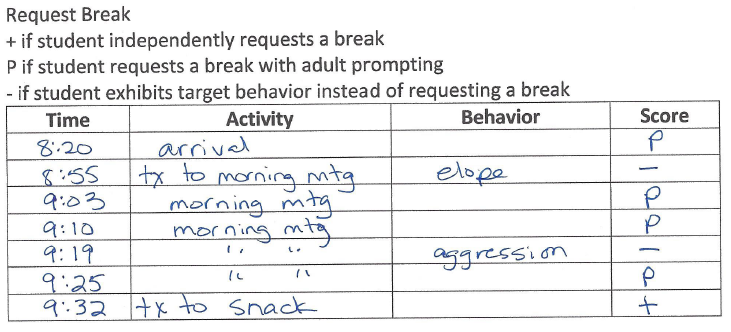 Request Break
+ if student independently requests a break
P if student requests a break with adult prompting
- if student exhibits target behavior instead of requesting a break
Time Activity Behavior Score
8:20 arrival P
8:55 tx to morning mtg elope -
9:03 morning mtg P
9:10 morning mtg P
9:19 " " aggression -
9:25 " " P
9:32 tx to snack +